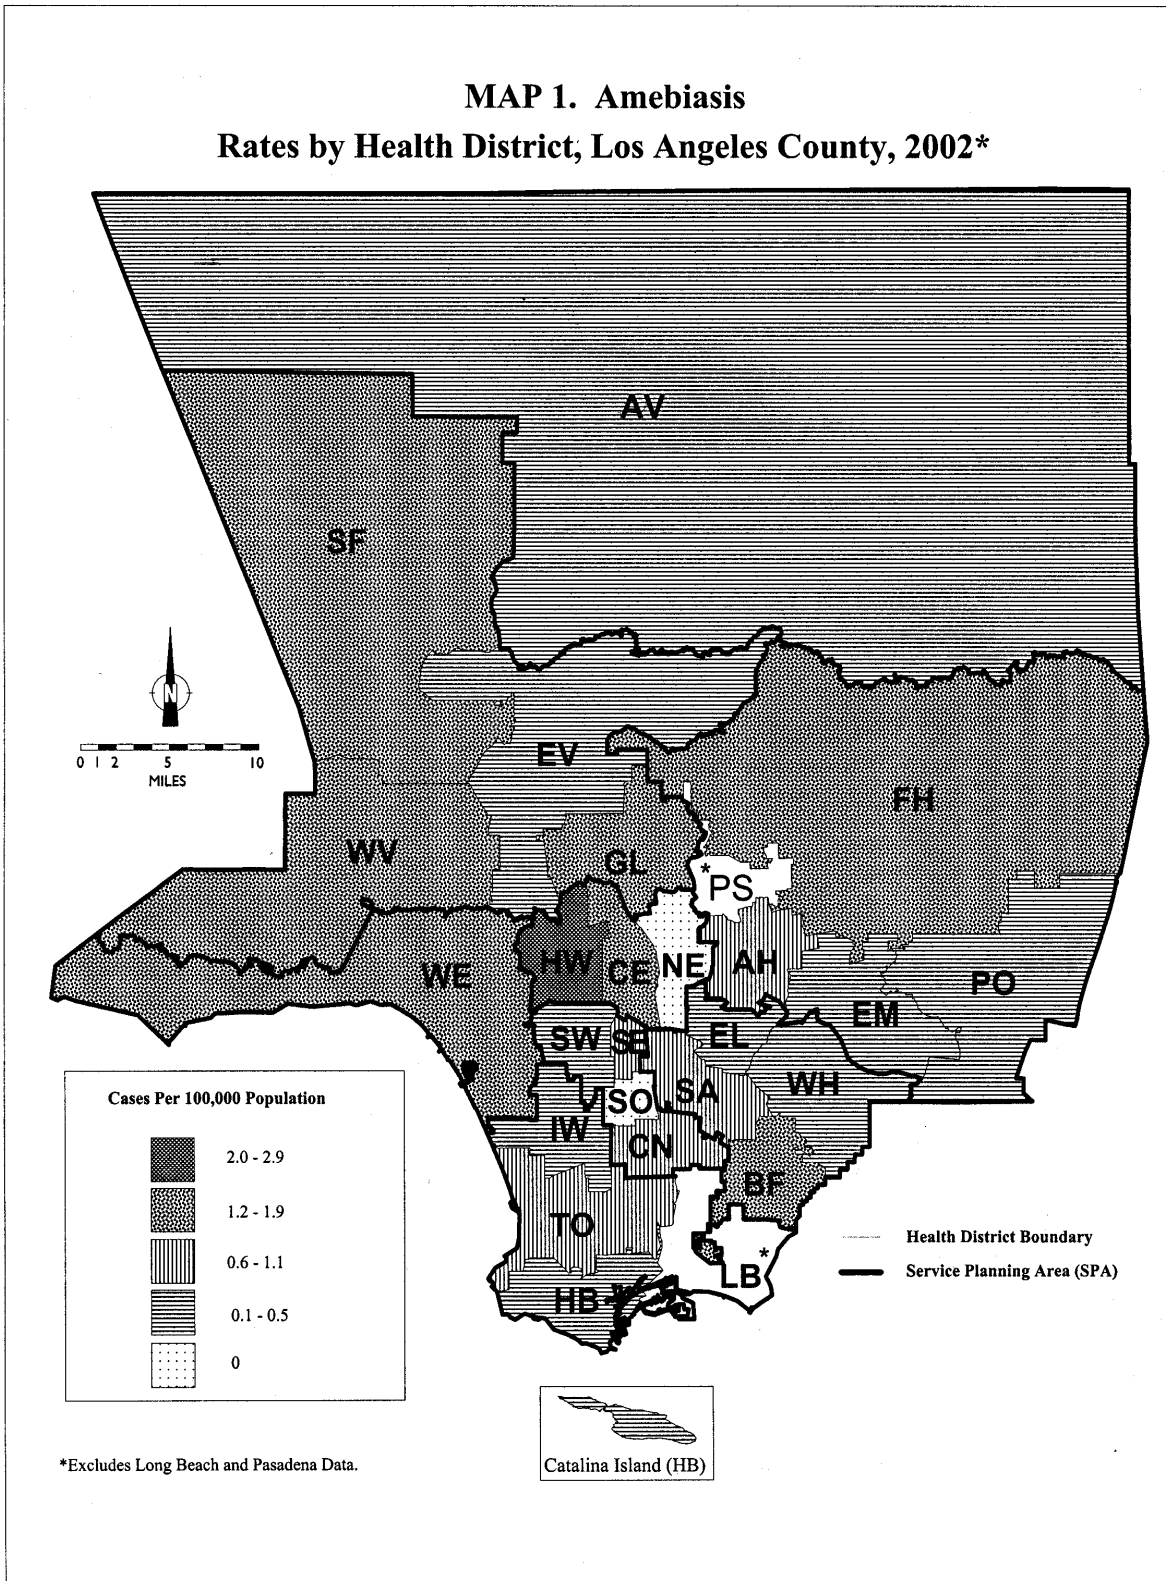 MAP 1. Amebiasis
Rates by Health District, Los Angeles County, 2002*
AV
SF
N
0 1 2 5 10
MILES
EV
FH
WV
GL
*PS
HW
CE
NE
AH
WE
PO
EM
SW
SE
EL
WH
SA
SO
IW
CN
BF
TO
*
LB
HB
Cases Per 100,000 Population
2.0 - 2.9
1.2 - 1.9
0.6 - 1.1
0.1 - 0.5
0
Health District Boundary
Service Planning Area (SPA)
Catalina Island (HB)
*Excludes Long Beach and Pasadena Data.